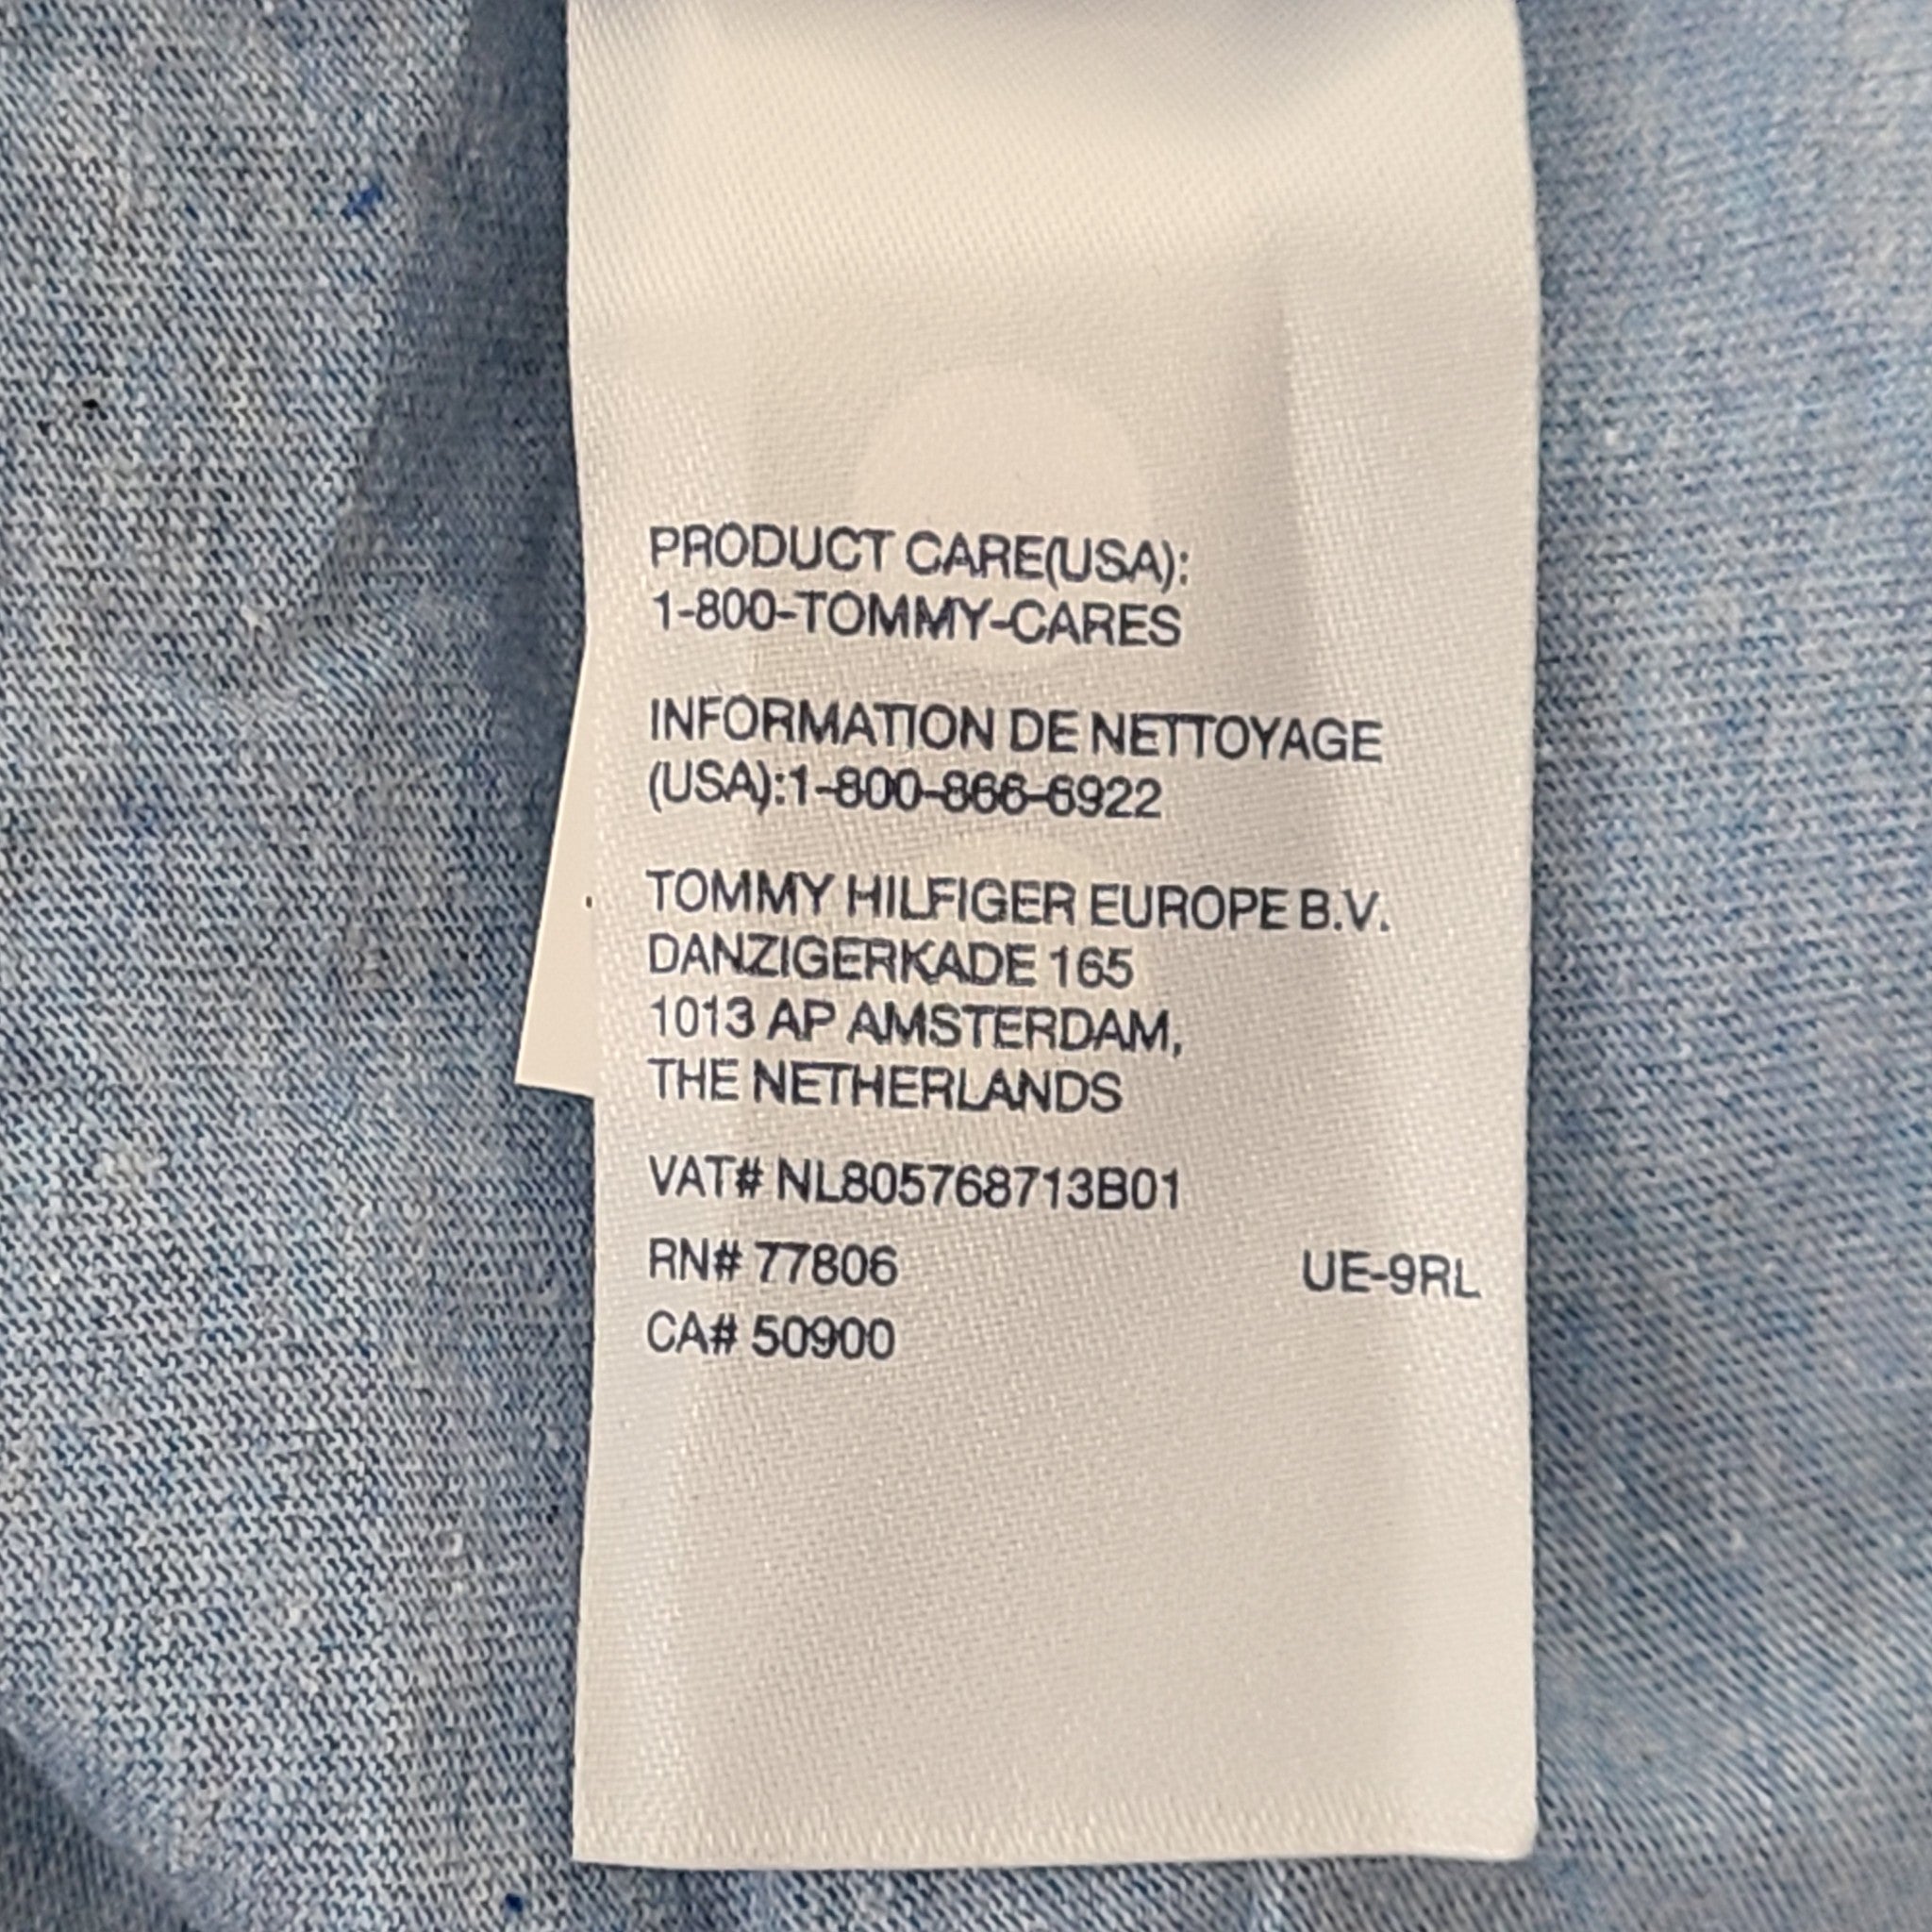 PRODUCT CARE(USA):
1-800-TOMMY-CARES
INFORMATION DE NETTOYAGE
(USA):1-800-866-6922
TOMMY HILFIGER EUROPE B.V.
DANZIGERKADE 165
1013 AP AMSTERDAM,
THE NETHERLANDS
VAT# NL805768713B01
RN# 77806 UE-9RL
CA# 50900